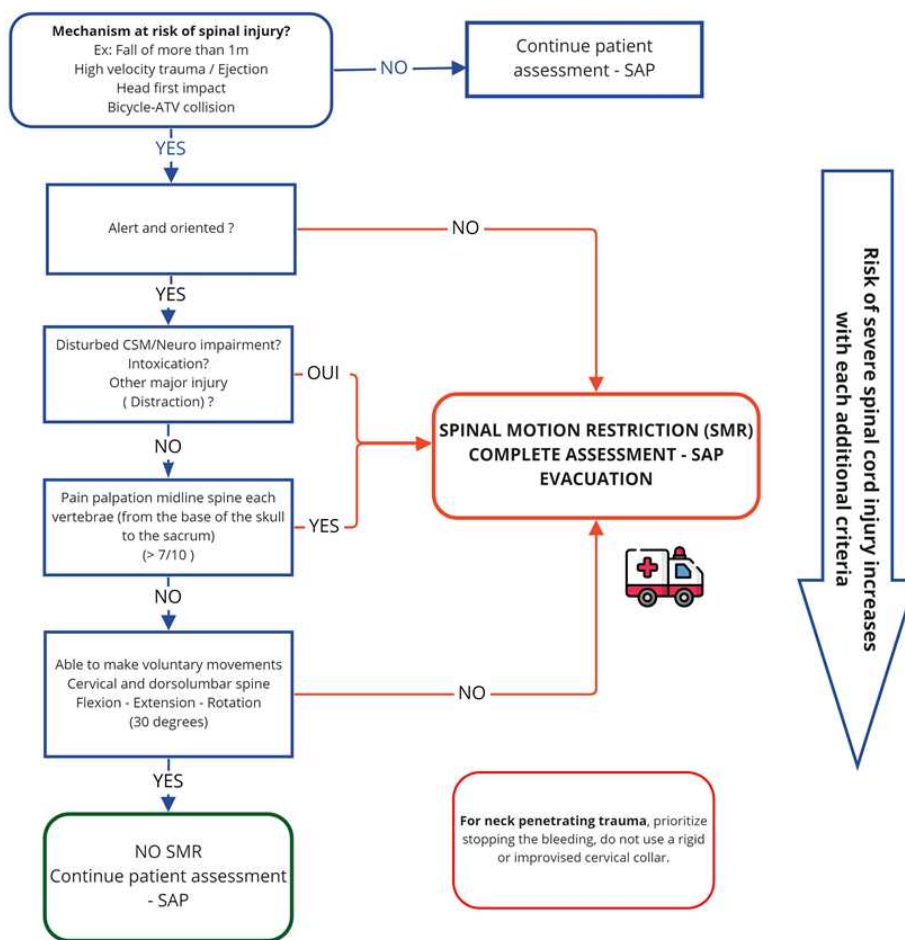 Mechanism at risk of spinal injury?
Ex: Fall of more than 1m
High velocity trauma / Ejection
Head first impact
Bicycle-ATV collision
NO
Continue patient
assessment - SAP
YES
Alert and oriented ?
NO
YES
Disturbed CSM/Neuro impairment?
Intoxication?
Other major injury
( Distraction) ?
OUI
NO
SPINAL MOTION RESTRICTION (SMR)
COMPLETE ASSESSMENT - SAP
EVACUATION
Pain palpation midline spine each
vertebrae (from the base of the skull
to the sacrum)
(> 7/10 )
YES
NO
Able to make voluntary movements
Cervical and dorsolumbar spine
Flexion - Extension - Rotation
(30 degrees)
NO
YES
NO SMR
Continue patient assessment
- SAP
For neck penetrating trauma, prioritize
stopping the bleeding, do not use a rigid
or improvised cervical collar.
Risk of severe spinal cord injury increases
with each additional criteria